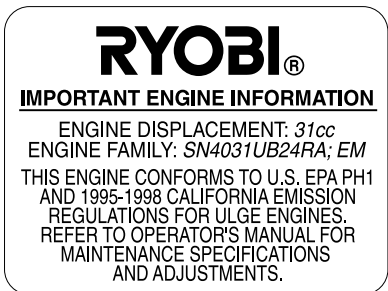 RYOBI®
IMPORTANT ENGINE INFORMATION
ENGINE DISPLACEMENT: 31cc
ENGINE FAMILY: SN4031UB24RA; EM
THIS ENGINE CONFORMS TO U.S. EPA PH1
AND 1995-1998 CALIFORNIA EMISSION
REGULATIONS FOR ULGE ENGINES.
REFER TO OPERATOR'S MANUAL FOR
MAINTENANCE SPECIFICATIONS
AND ADJUSTMENTS.